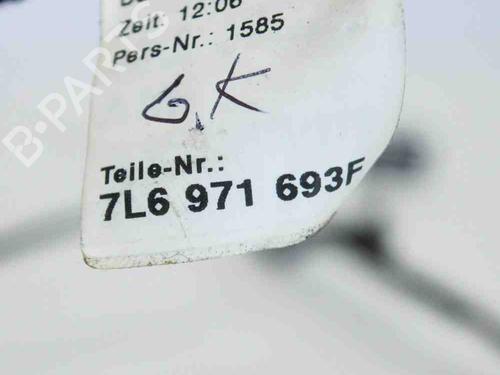 Zeit: 12:06
Pers-Nr.: 1585
G.K
Teile-Nr.:
7L6 971 693F
B-PARTS